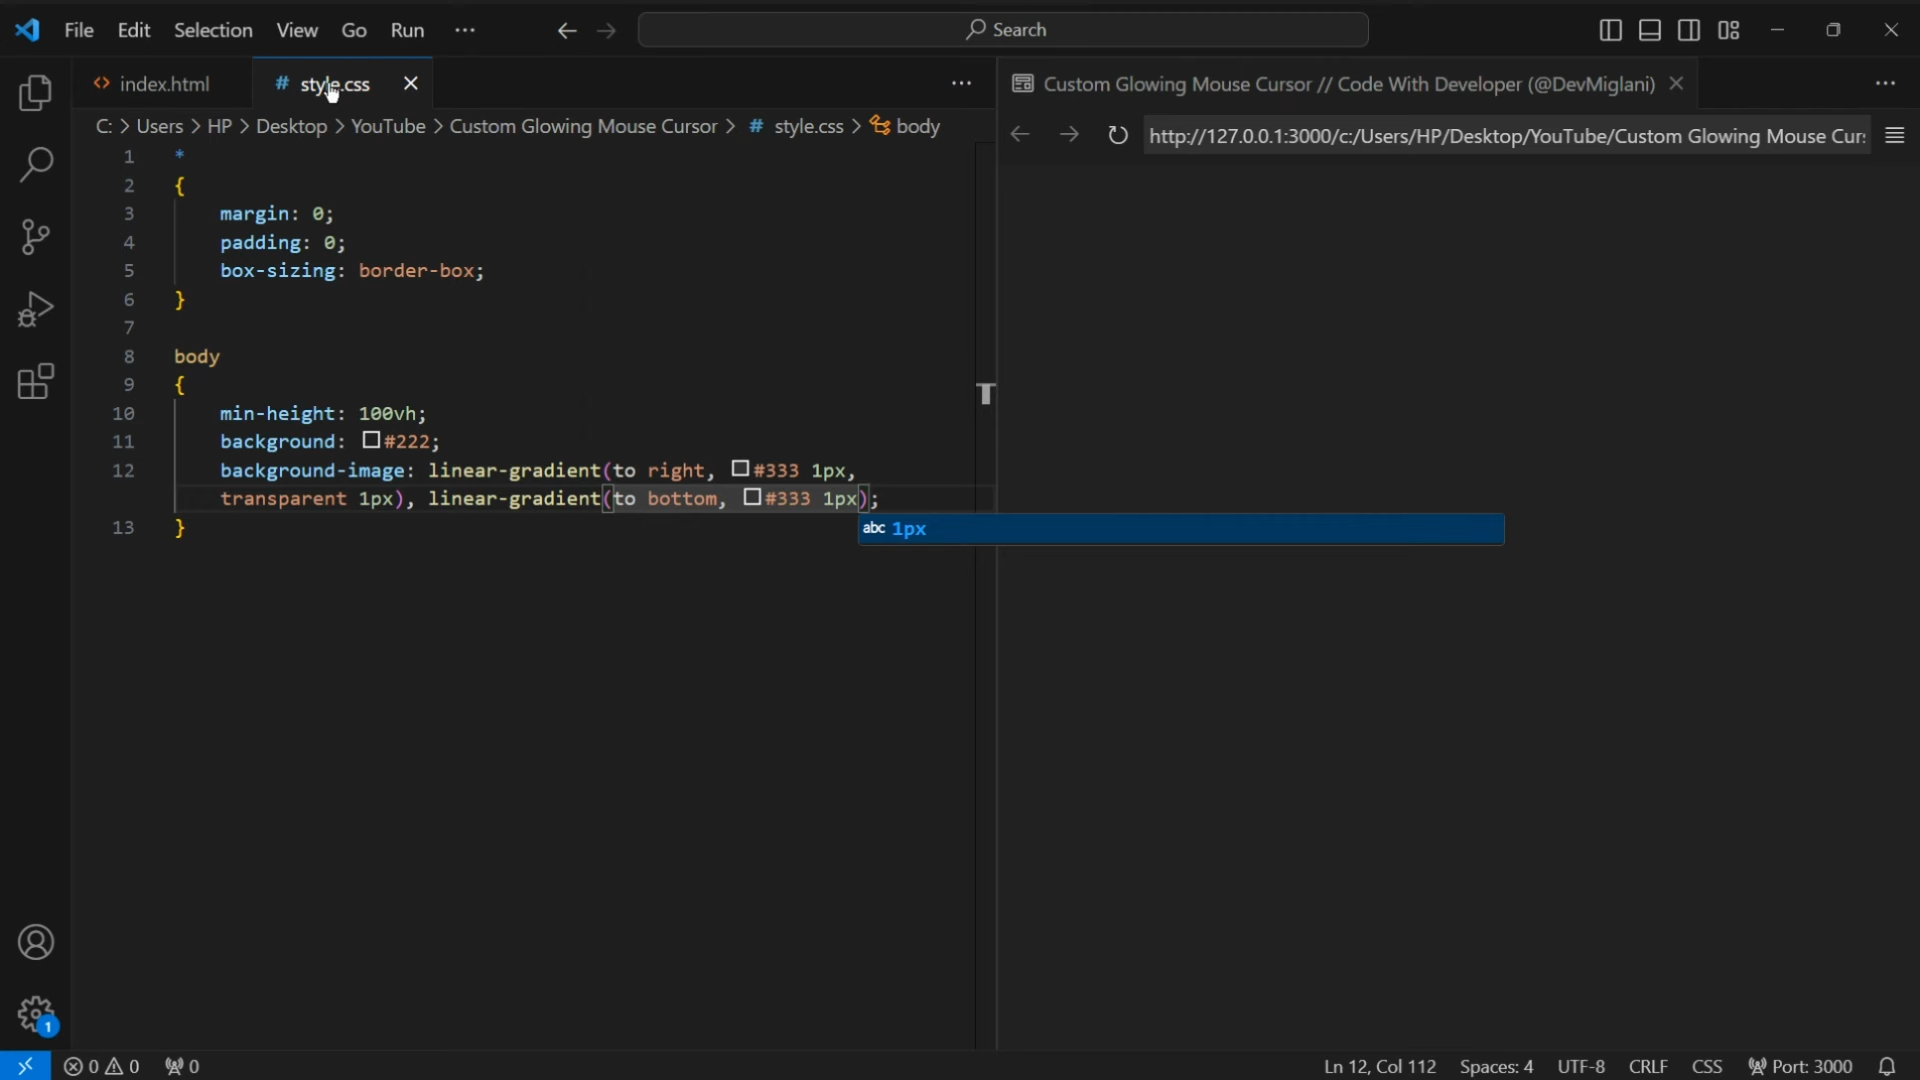 File Edit Selection View Go Run ··· Search
index.html # style.css
Custom Glowing Mouse Cursor // Code With Developer (@DevMiglani)
C: > Users > HP > Desktop > YouTube > Custom Glowing Mouse Cursor > # style.css > body
http://127.0.0.1:3000/c:/Users/HP/Desktop/YouTube/Custom Glowing Mouse Cur
1 *
2 {
3 margin: 0;
4 padding: 0;
5 box-sizing: border-box;
6 }
7
8 body
9 {
10 min-height: 100vh;
11 background: #222;
12 background-image: linear-gradient(to right, #333 1px,
transparent 1px), linear-gradient(to bottom, #333 1px);
abc 1px
13 }
1
0 0 0 Ln 12, Col 112 Spaces: 4 UTF-8 CRLF CSS Port: 3000